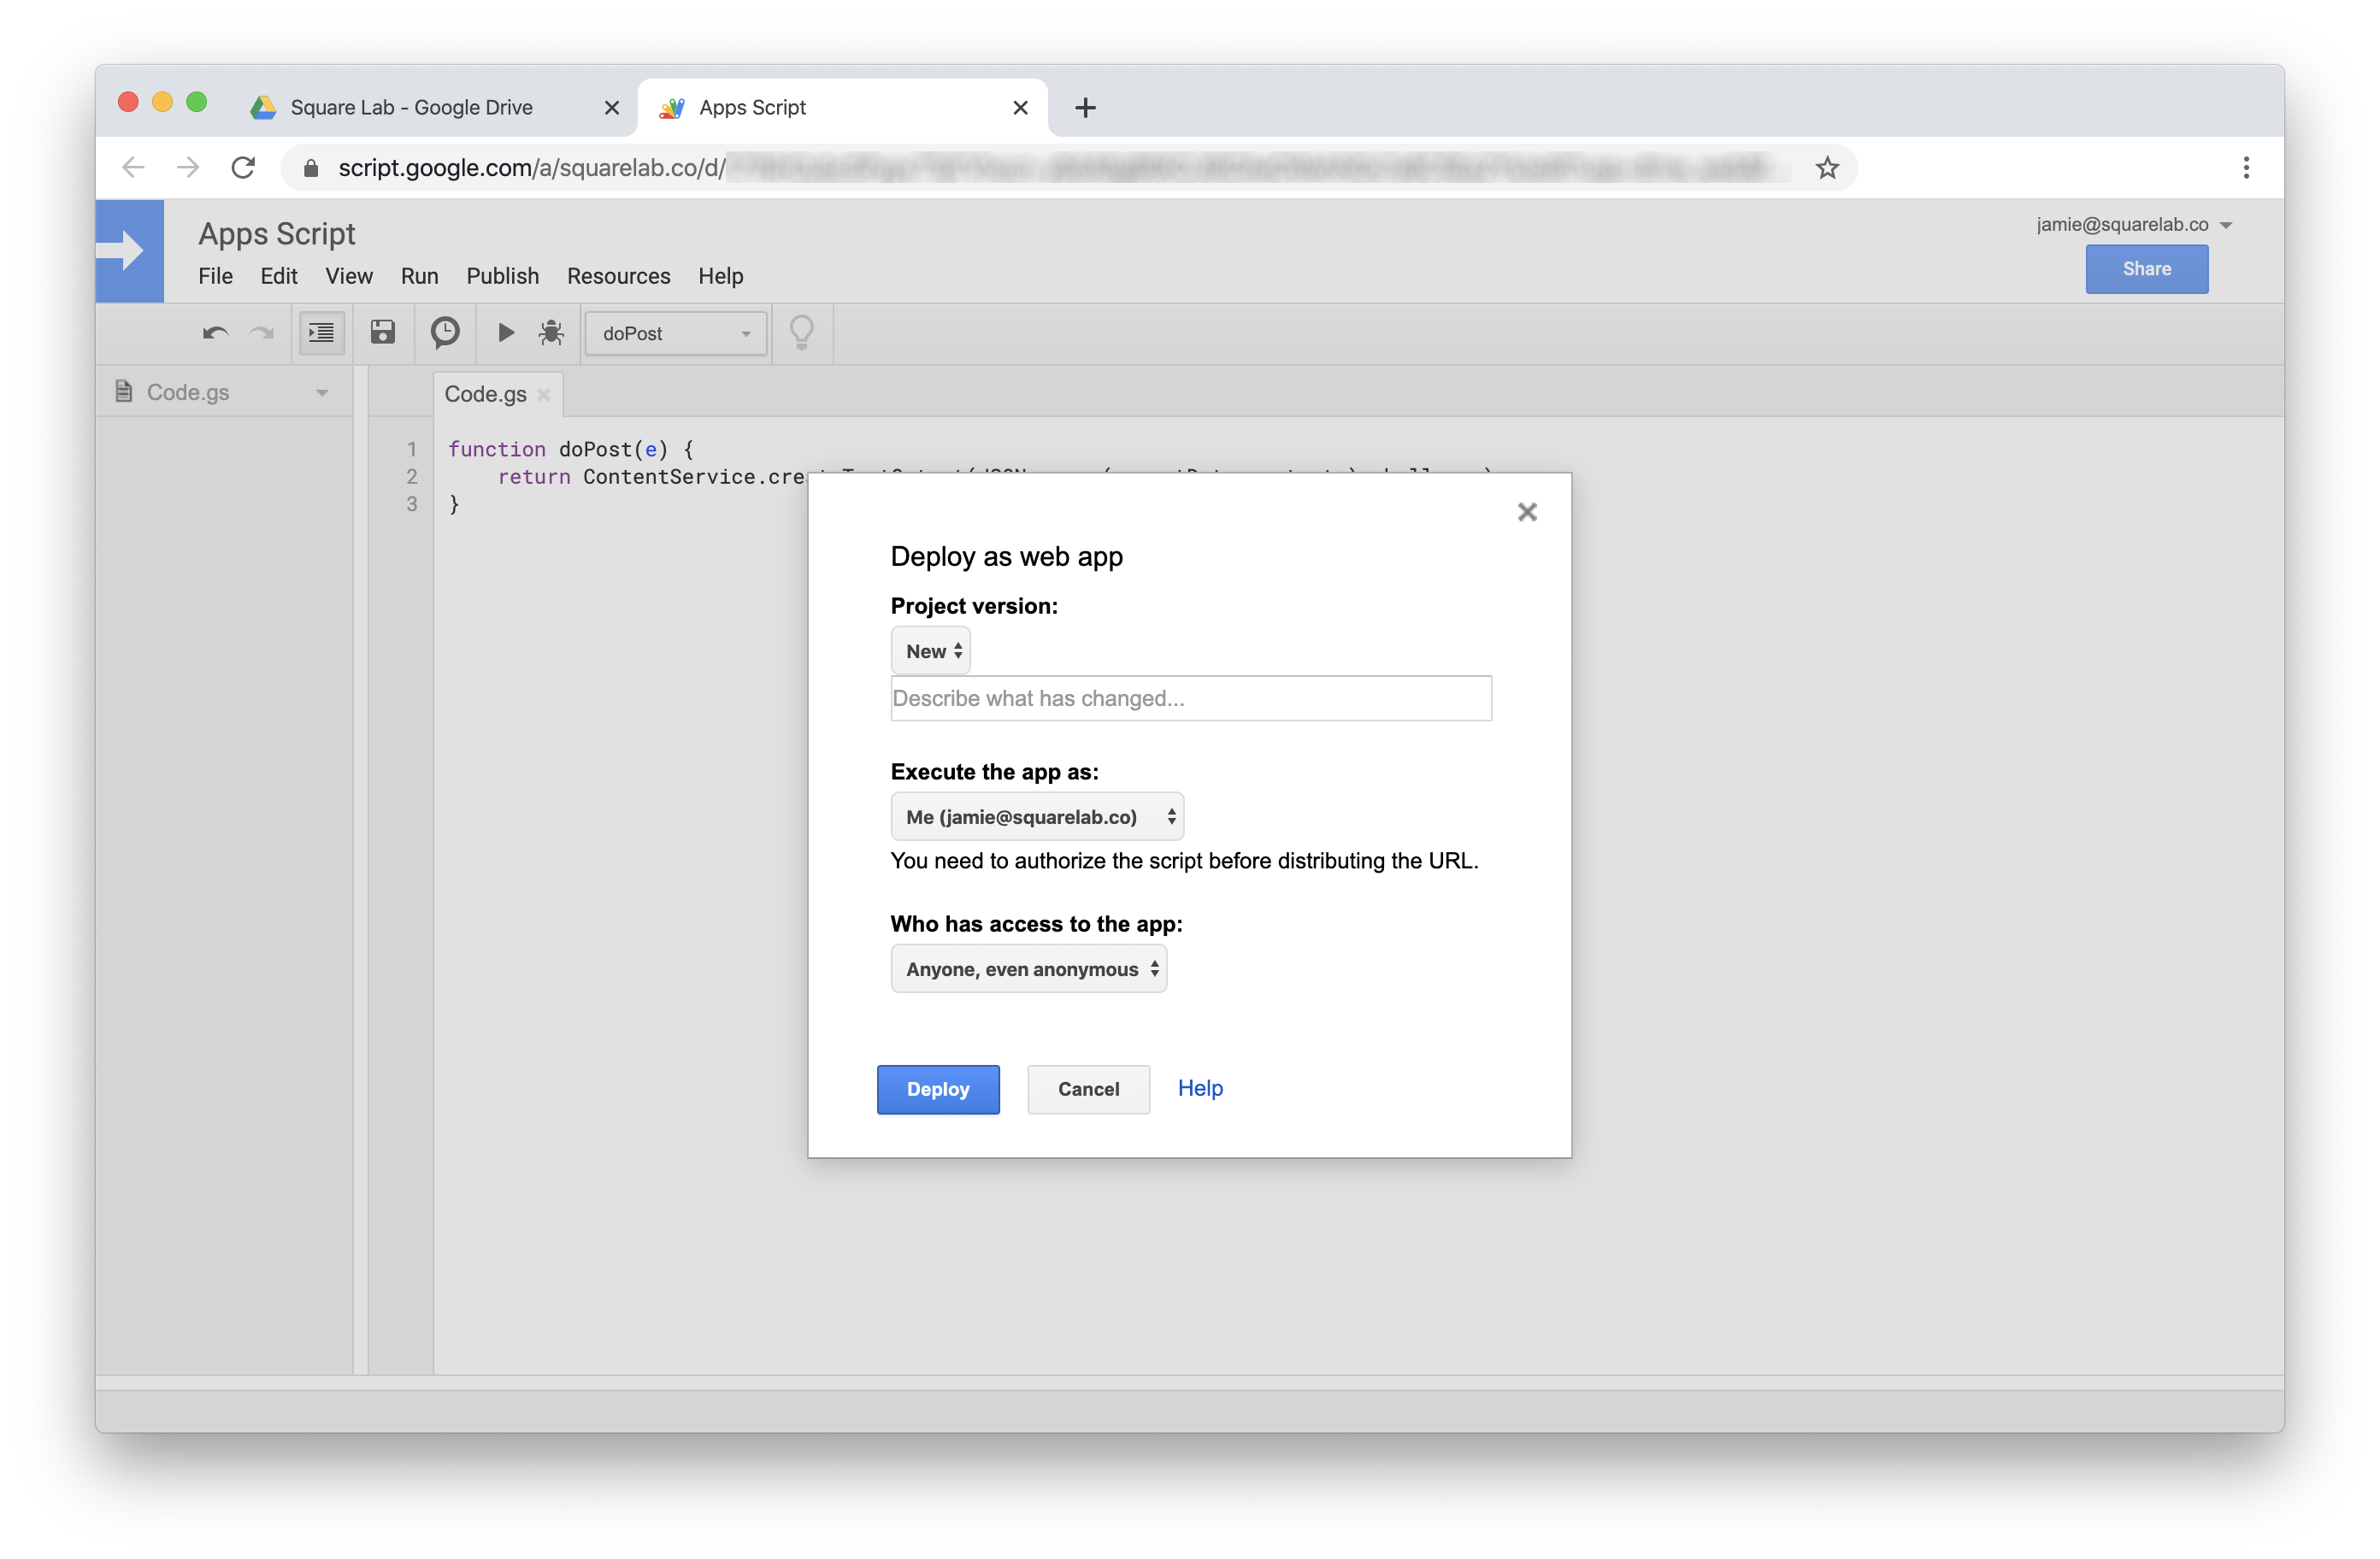 Square Lab - Google Drive
Apps Script
script.google.com/a/squarelab.co/d/
Apps Script
jamie@squarelab.co
File Edit View Run Publish Resources Help
Share
doPost
Code.gs
Code.gs
1 function doPost(e) {
2 return ContentService.cre
3 }
Deploy as web app
Project version:
New
Describe what has changed...
Execute the app as:
Me (jamie@squarelab.co)
You need to authorize the script before distributing the URL.
Who has access to the app:
Anyone, even anonymous
Deploy Cancel Help